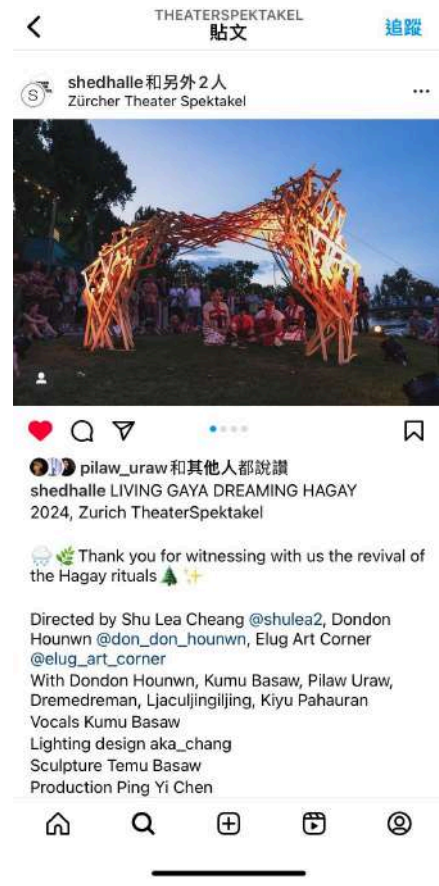 THEATERSPEKTAKEL
貼文
追蹤
shedhalle和另外2人
Zürcher Theater Spektakel
S
pilaw_uraw和其他人都說讚
shedhalle LIVING GAYA DREAMING HAGAY
2024, Zurich TheaterSpektakel
🌧️🌿Thank you for witnessing with us the revival of
the Hagay rituals🌲✨
Directed by Shu Lea Cheang @shulea2, Dondon
Hounwn @don_don_hounwn, Elug Art Corner
@elug_art_corner
With Dondon Hounwn, Kumu Basaw, Pilaw Uraw,
Dremedreman, Ljaculjingiljing, Kiyu Pahauran
Vocals Kumu Basaw
Lighting design aka_chang
Sculpture Temu Basaw
Production Ping Yi Chen